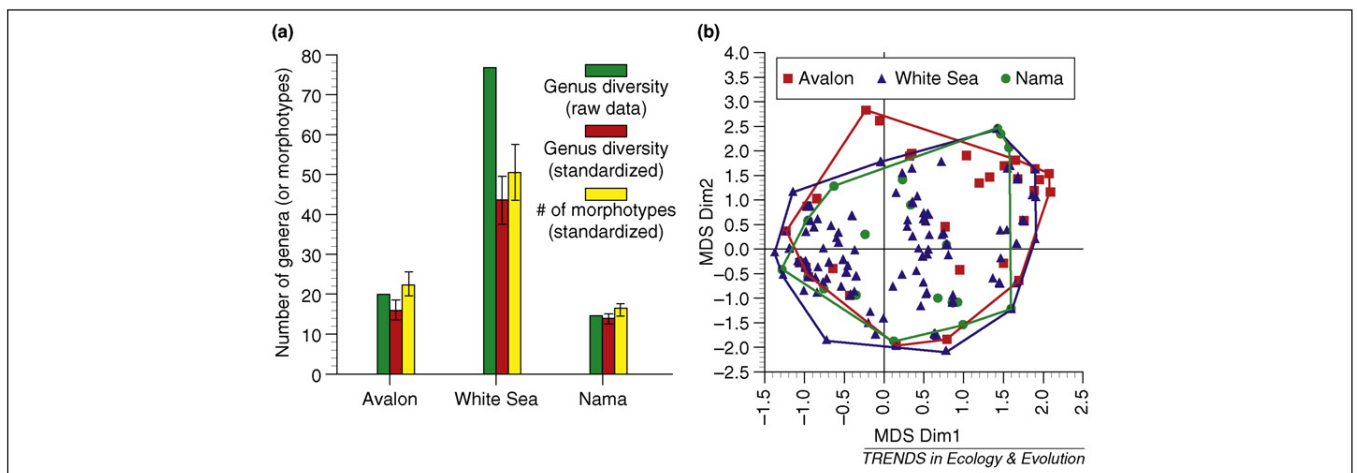 (a)
Number of genera (or morphotypes)
80
70
60
50
40
30
20
10
0
Avalon
White Sea
Nama
Genus diversity
(raw data)
Genus diversity
(standardized)
# of morphotypes
(standardized)
(b)
MDS Dim2
4.0
3.5
3.0
2.5
2.0
1.5
1.0
0.5
0.0
–0.5
–1.0
–1.5
–2.0
–2.5
Avalon
White Sea
Nama
–1.5
–1.0
–0.5
0.0
0.5
1.0
1.5
2.0
2.5
MDS Dim1
TRENDS in Ecology & Evolution